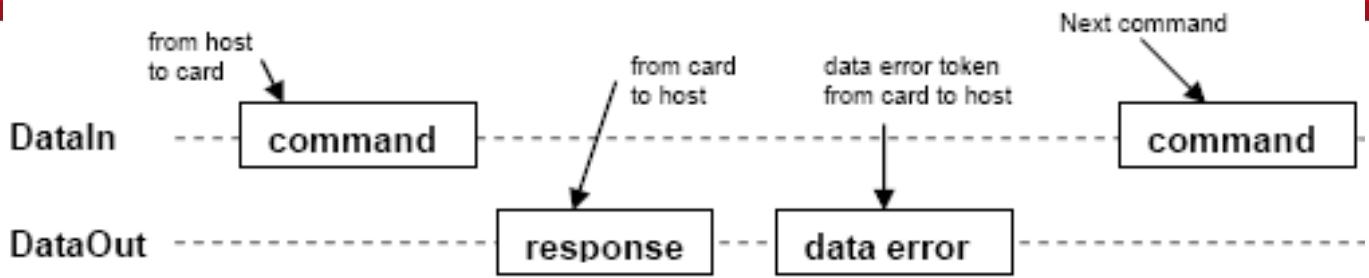 Next command
from host
to card
from card
to host
data error token
from card to host
DataIn
command
command
DataOut
response
data error